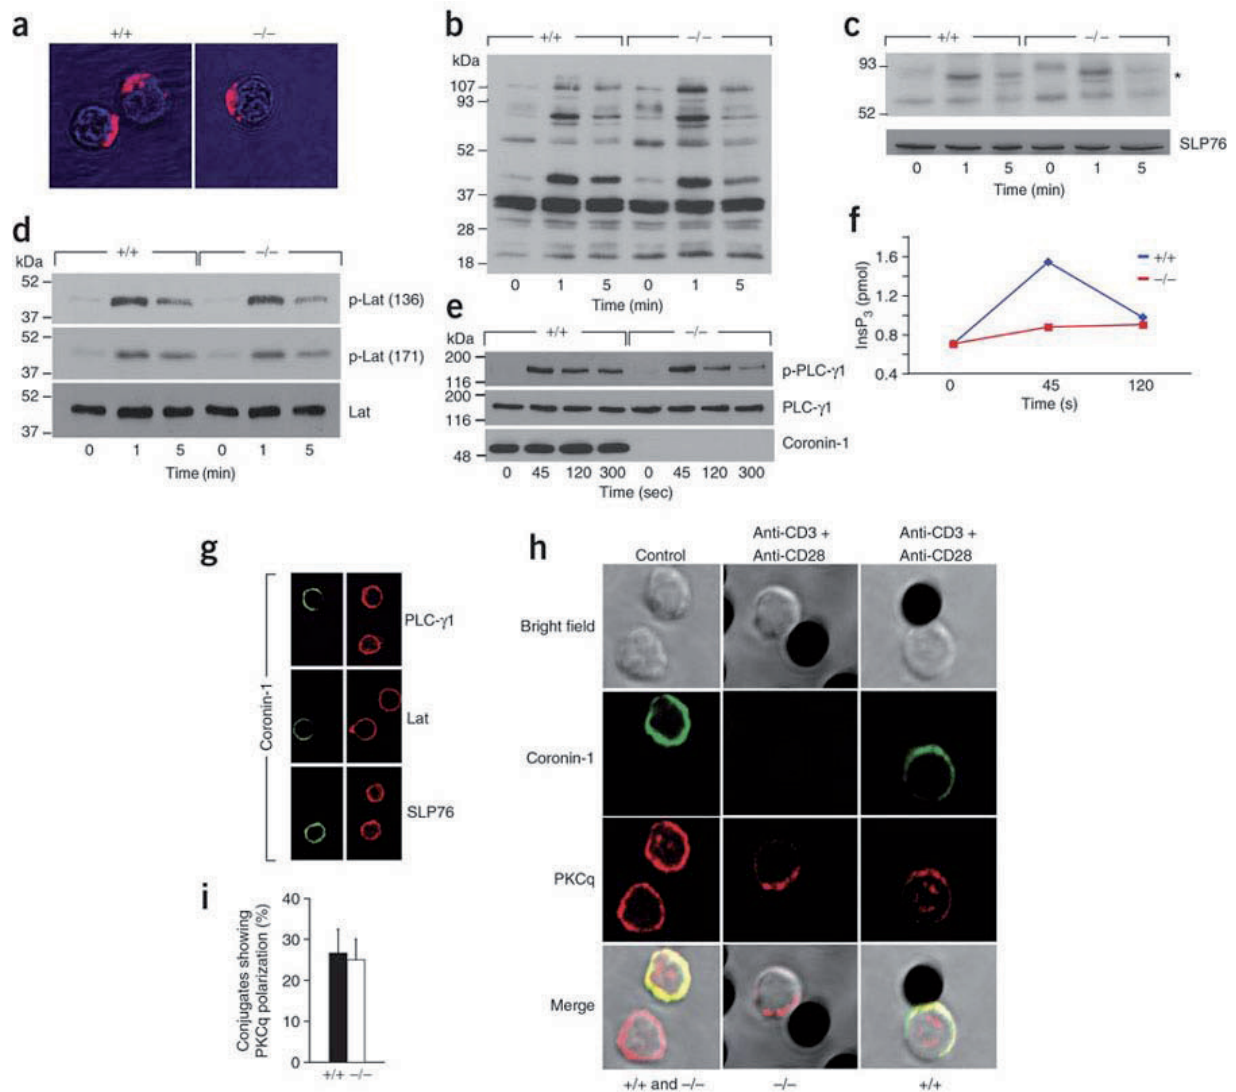 a
+/+
−/−
b
+/+
−/−
kDa
107
93
52
37
28
18
0 1 5 0 1 5
Time (min)
c
+/+
−/−
93
52
*
SLP76
0 1 5 0 1 5
Time (min)
d
+/+
−/−
kDa
52
37
p-Lat (136)
52
37
p-Lat (171)
52
37
Lat
0 1 5 0 1 5
Time (min)
e
+/+
−/−
kDa
200
116
p-PLC-γ1
200
116
PLC-γ1
48
Coronin-1
0 45 120 300 0 45 120 300
Time (sec)
f
InsP3 (pmol)
1.6
1.2
0.8
0.4
+/+
−/−
0 45 120
Time (s)
g
Coronin-1
PLC-γ1
Lat
SLP76
h
Control
Anti-CD3 +
Anti-CD28
Anti-CD3 +
Anti-CD28
Bright field
Coronin-1
PKCq
Merge
+/+ and −/−
−/−
+/+
i
Conjugates showing
PKCq polarization (%)
40
30
20
10
0
+/+ −/−